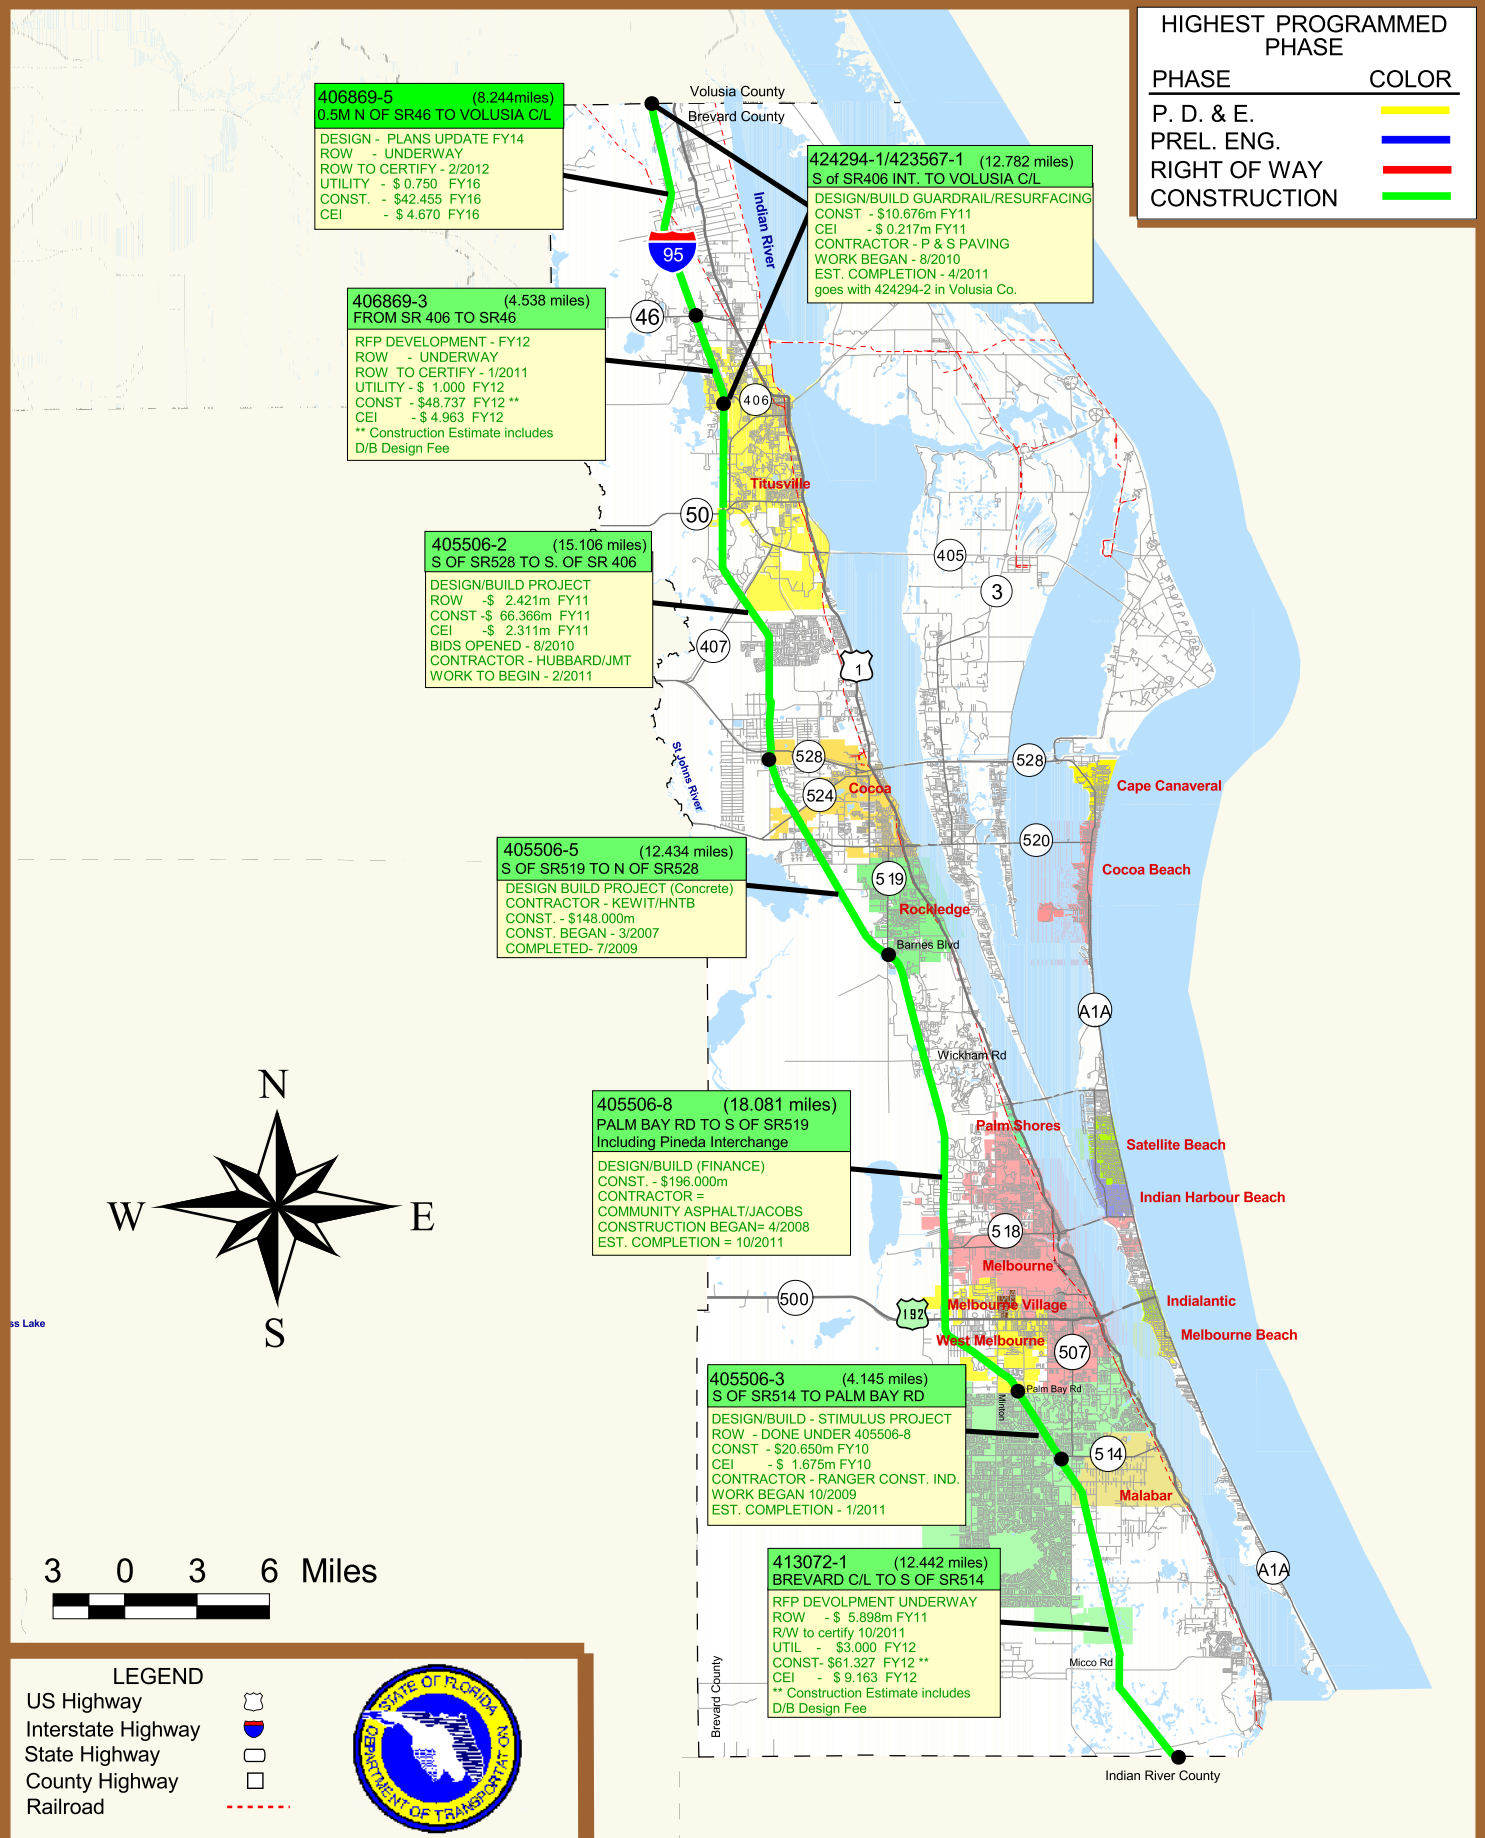 HIGHEST PROGRAMMED
PHASE
PHASE COLOR
P. D. & E.
PREL. ENG.
RIGHT OF WAY
CONSTRUCTION
Volusia County
Brevard County
406869-5 (8.244miles)
0.5M N OF SR46 TO VOLUSIA C/L
DESIGN - PLANS UPDATE FY14
ROW - UNDERWAY
ROW TO CERTIFY - 2/2012
UTILITY - $ 0.750 FY16
CONST. - $42.455 FY16
CEI - $ 4.670 FY16
424294-1/423567-1 (12.782 miles)
S of SR406 INT. TO VOLUSIA C/L
DESIGN/BUILD GUARDRAIL/RESURFACING
CONST - $10.676m FY11
CEI - $ 0.217m FY11
CONTRACTOR - P & S PAVING
WORK BEGAN - 8/2010
EST. COMPLETION - 4/2011
goes with 424294-2 in Volusia Co.
Indian River
95
46
406869-3 (4.538 miles)
FROM SR 406 TO SR46
RFP DEVELOPMENT - FY12
ROW - UNDERWAY
ROW TO CERTIFY - 1/2011
UTILITY - $ 1.000 FY12
CONST - $48.737 FY12 **
CEI - $ 4.963 FY12
** Construction Estimate includes
D/B Design Fee
406
Titusville
50
405
3
405506-2 (15.106 miles)
S OF SR528 TO S. OF SR 406
DESIGN/BUILD PROJECT
ROW -$ 2.421m FY11
CONST -$ 66.366m FY11
CEI -$ 2.311m FY11
BIDS OPENED - 8/2010
CONTRACTOR - HUBBARD/JMT
WORK TO BEGIN - 2/2011
407
1
St Johns River
528
528
524
Cocoa
Cape Canaveral
520
Cocoa Beach
405506-5 (12.434 miles)
S OF SR519 TO N OF SR528
DESIGN BUILD PROJECT (Concrete)
CONTRACTOR - KEWIT/HNTB
CONST. - $148.000m
CONST. BEGAN - 3/2007
COMPLETED- 7/2009
519
Rockledge
Barnes Blvd
A1A
Wickham Rd
N
W
E
S
405506-8 (18.081 miles)
PALM BAY RD TO S OF SR519
Including Pineda Interchange
DESIGN/BUILD (FINANCE)
CONST. - $196.000m
CONTRACTOR =
COMMUNITY ASPHALT/JACOBS
CONSTRUCTION BEGAN= 4/2008
EST. COMPLETION = 10/2011
Palm Shores
Satellite Beach
Indian Harbour Beach
518
Melbourne
500
192
Melbourne Village
Indialantic
West Melbourne
Melbourne Beach
507
ss Lake
405506-3 (4.145 miles)
S OF SR514 TO PALM BAY RD
DESIGN/BUILD - STIMULUS PROJECT
ROW - DONE UNDER 405506-8
CONST - $20.650m FY10
CEI - $ 1.675m FY10
CONTRACTOR - RANGER CONST. IND.
WORK BEGAN 10/2009
EST. COMPLETION - 1/2011
Palm Bay Rd
Minton
514
Malabar
A1A
413072-1 (12.442 miles)
BREVARD C/L TO S OF SR514
RFP DEVOLPMENT UNDERWAY
ROW - $ 5.898m FY11
R/W to certify 10/2011
UTIL - $3.000 FY12
CONST- $61.327 FY12 **
CEI - $ 9.163 FY12
** Construction Estimate includes
D/B Design Fee
Micco Rd
Brevard County
Indian River County
3 0 3 6 Miles
LEGEND
US Highway
Interstate Highway
State Highway
County Highway
Railroad
STATE OF FLORIDA
DEPARTMENT OF TRANSPORTATION